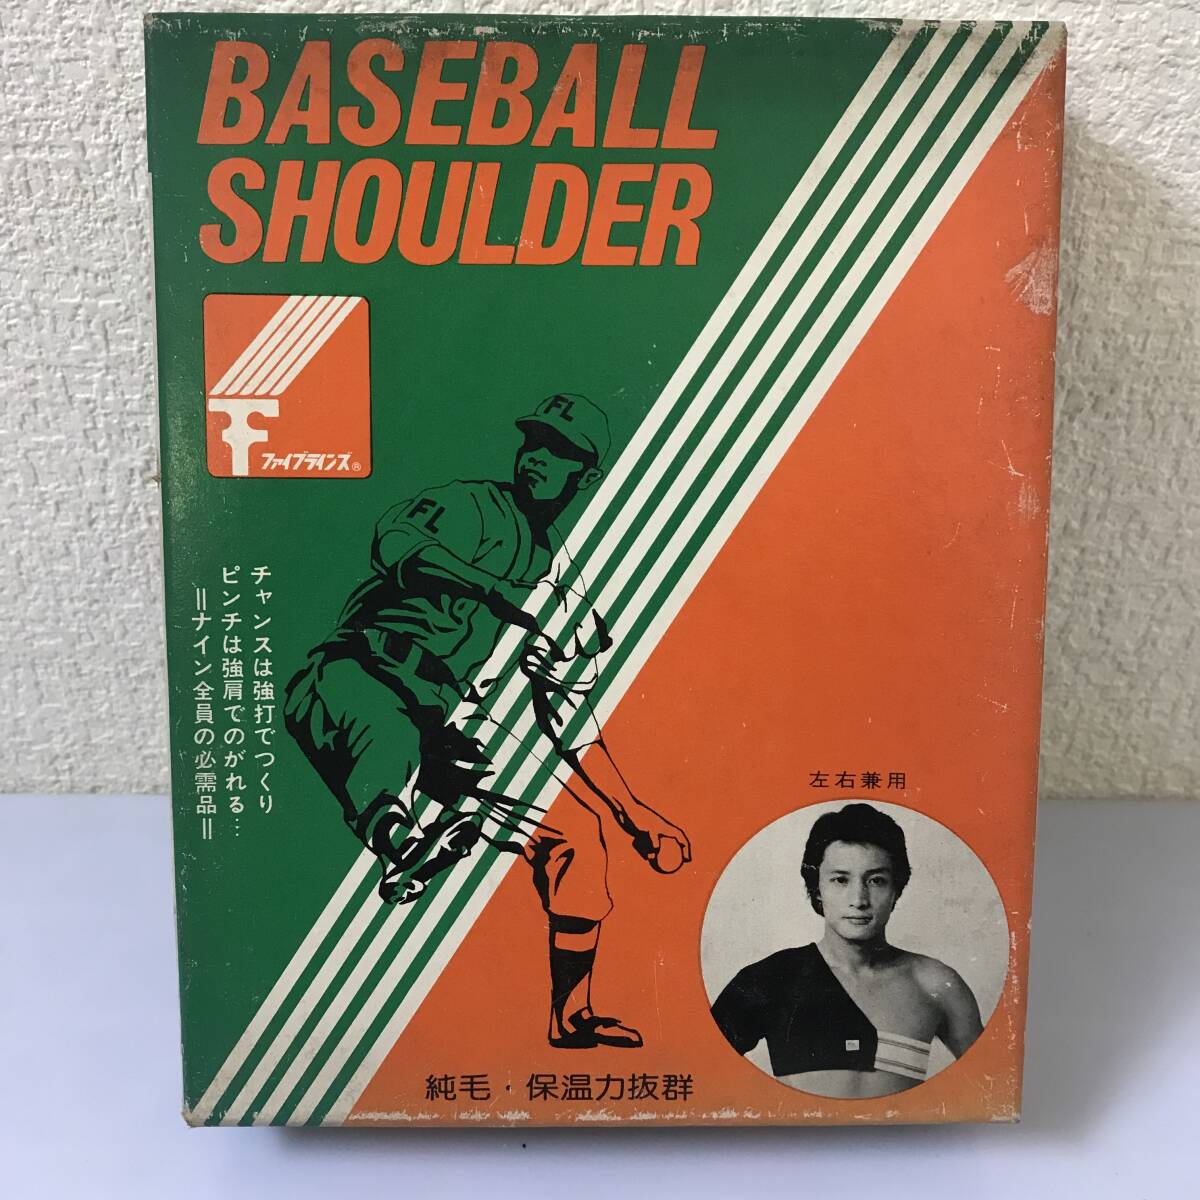 BASEBALL
SHOULDER
ファイブラインズ®
FL
FL
チャンスは強打でつくり
ピンチは強肩でのがれる…
＝ナイン全員の必需品＝
左右兼用
純毛・保温力抜群